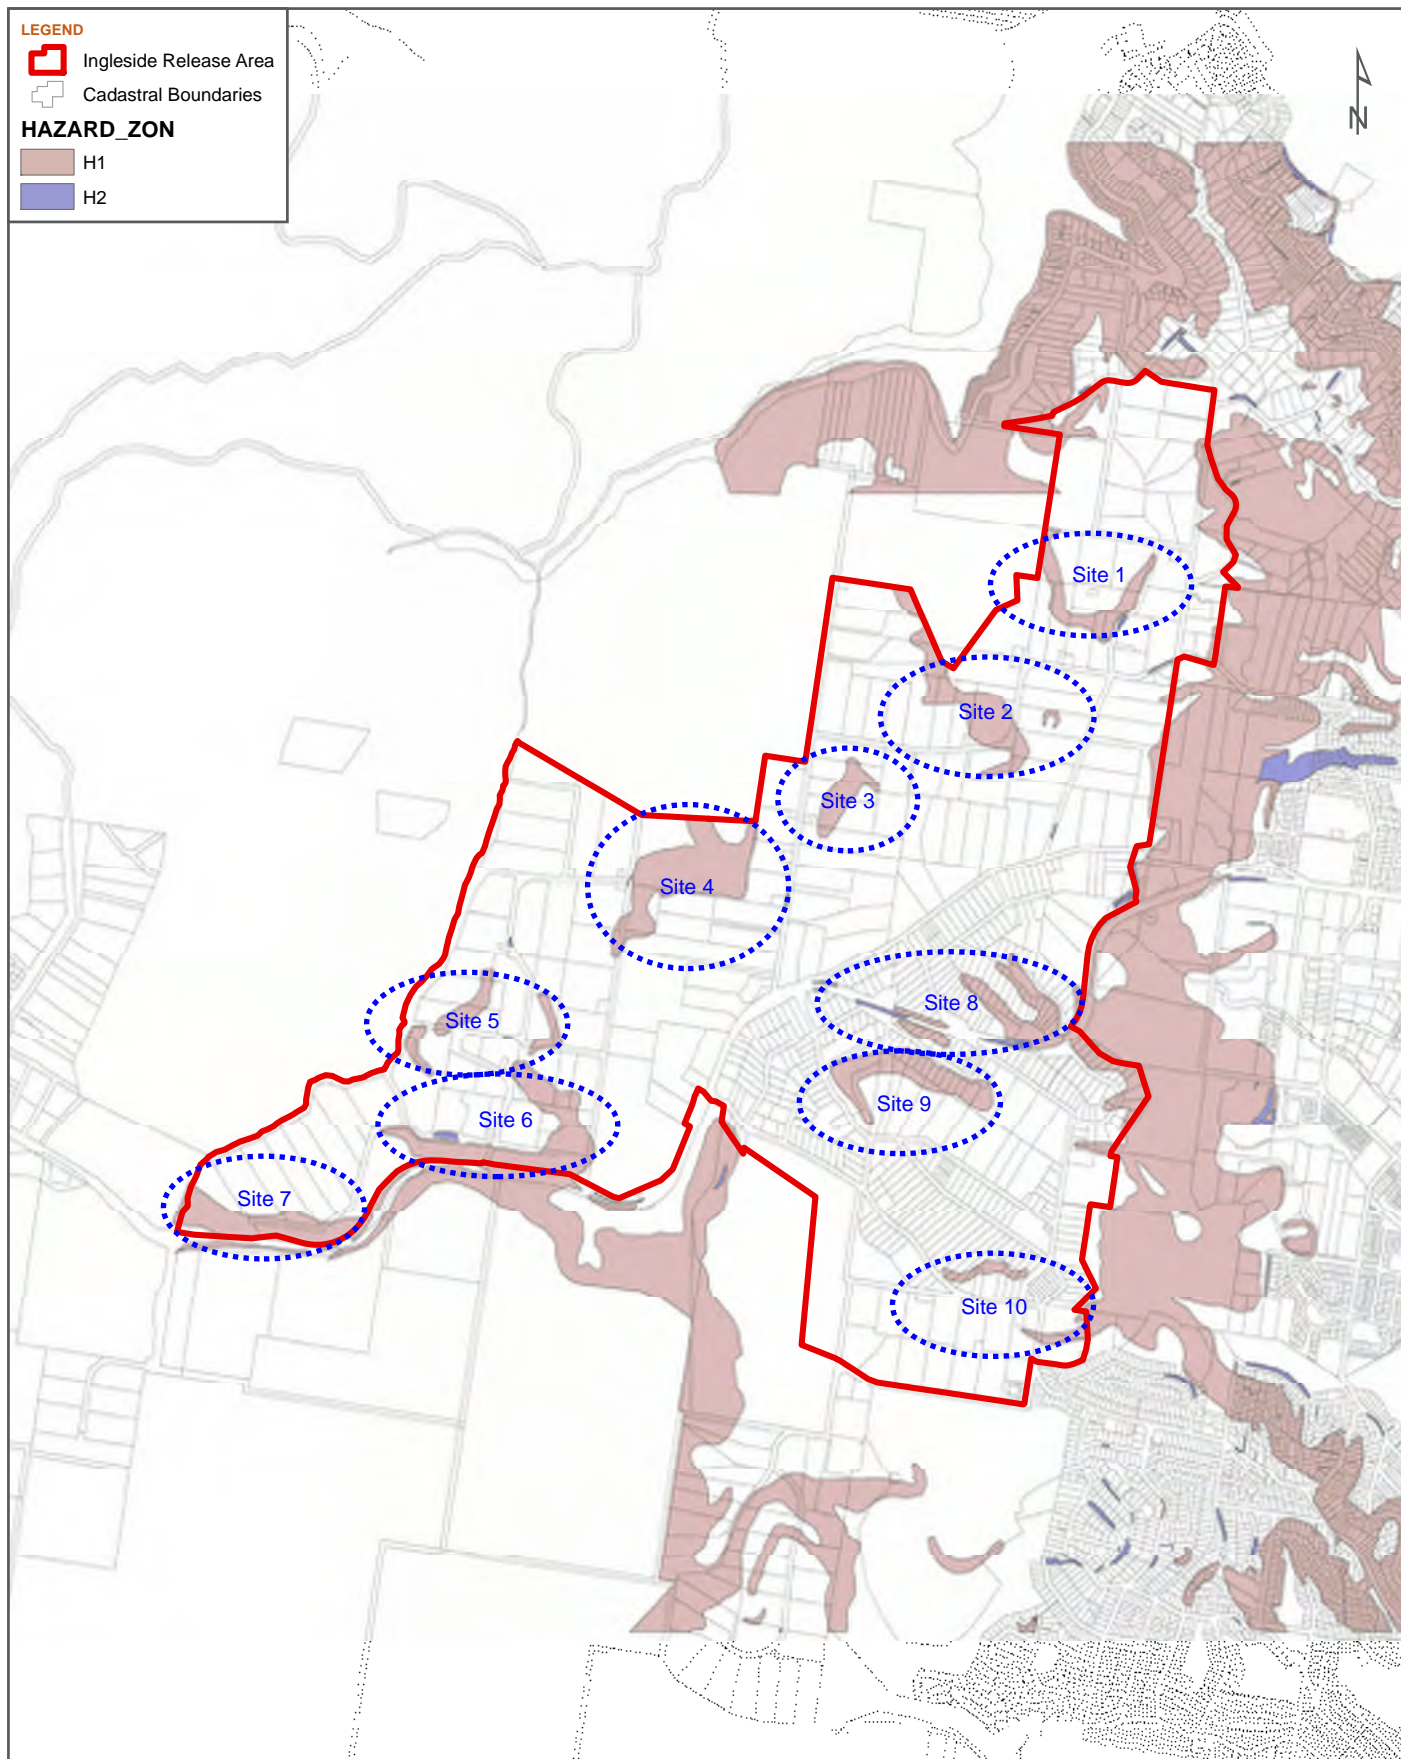 LEGEND
Ingleside Release Area
Cadastral Boundaries
HAZARD_ZON
H1
H2
N
Site 1
Site 2
Site 3
Site 4
Site 8
Site 5
Site 9
Site 6
Site 7
Site 10